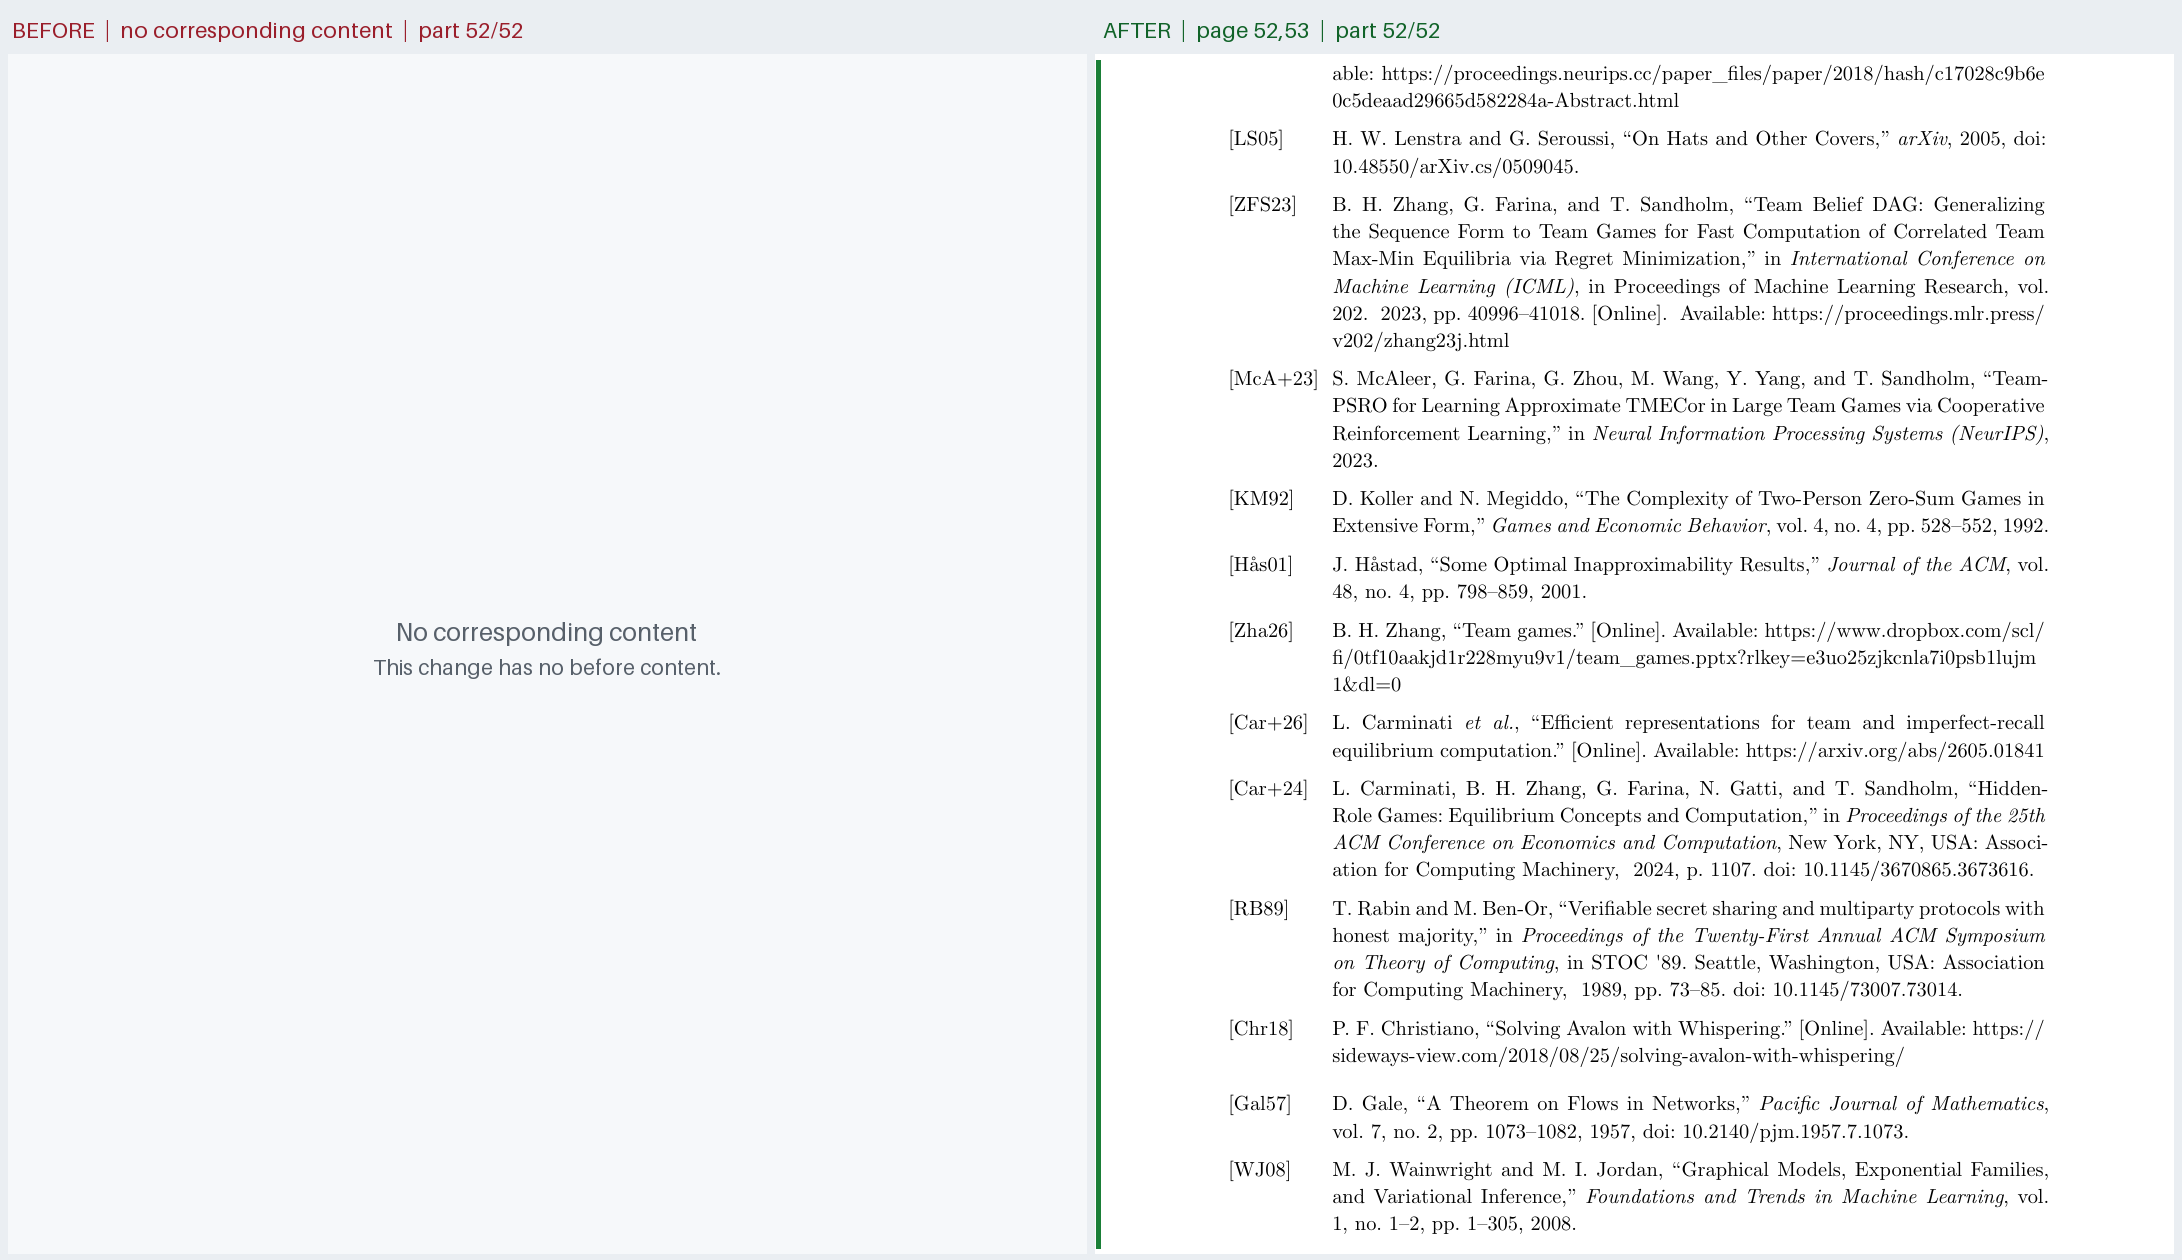 BEFORE | no corresponding content | part 52/52
No corresponding content
This change has no before content.
AFTER | page 52,53 | part 52/52
able: https://proceedings.neurips.cc/paper_files/paper/2018/hash/c17028c9b6e
0c5deaad29665d582284a-Abstract.html
[LS05] H. W. Lenstra and G. Seroussi, “On Hats and Other Covers,” arXiv, 2005, doi:
10.48550/arXiv.cs/0509045.
[ZFS23] B. H. Zhang, G. Farina, and T. Sandholm, “Team Belief DAG: Generalizing
the Sequence Form to Team Games for Fast Computation of Correlated Team
Max-Min Equilibria via Regret Minimization,” in International Conference on
Machine Learning (ICML), in Proceedings of Machine Learning Research, vol.
202. 2023, pp. 40996–41018. [Online]. Available: https://proceedings.mlr.press/
v202/zhang23j.html
[McA+23] S. McAleer, G. Farina, G. Zhou, M. Wang, Y. Yang, and T. Sandholm, “Team-
PSRO for Learning Approximate TMECor in Large Team Games via Cooperative
Reinforcement Learning,” in Neural Information Processing Systems (NeurIPS),
2023.
[KM92] D. Koller and N. Megiddo, “The Complexity of Two-Person Zero-Sum Games in
Extensive Form,” Games and Economic Behavior, vol. 4, no. 4, pp. 528–552, 1992.
[Hås01] J. Håstad, “Some Optimal Inapproximability Results,” Journal of the ACM, vol.
48, no. 4, pp. 798–859, 2001.
[Zha26] B. H. Zhang, “Team games.” [Online]. Available: https://www.dropbox.com/scl/
fi/0tf10aakjd1r228myu9v1/team_games.pptx?rlkey=e3uo25zjkcnla7i0psb1lujm
1&dl=0
[Car+26] L. Carminati et al., “Efficient representations for team and imperfect-recall
equilibrium computation.” [Online]. Available: https://arxiv.org/abs/2605.01841
[Car+24] L. Carminati, B. H. Zhang, G. Farina, N. Gatti, and T. Sandholm, “Hidden-
Role Games: Equilibrium Concepts and Computation,” in Proceedings of the 25th
ACM Conference on Economics and Computation, New York, NY, USA: Associ-
ation for Computing Machinery, 2024, p. 1107. doi: 10.1145/3670865.3673616.
[RB89] T. Rabin and M. Ben-Or, “Verifiable secret sharing and multiparty protocols with
honest majority,” in Proceedings of the Twenty-First Annual ACM Symposium
on Theory of Computing, in STOC '89. Seattle, Washington, USA: Association
for Computing Machinery, 1989, pp. 73–85. doi: 10.1145/73007.73014.
[Chr18] P. F. Christiano, “Solving Avalon with Whispering.” [Online]. Available: https://
sideways-view.com/2018/08/25/solving-avalon-with-whispering/
[Gal57] D. Gale, “A Theorem on Flows in Networks,” Pacific Journal of Mathematics,
vol. 7, no. 2, pp. 1073–1082, 1957, doi: 10.2140/pjm.1957.7.1073.
[WJ08] M. J. Wainwright and M. I. Jordan, “Graphical Models, Exponential Families,
and Variational Inference,” Foundations and Trends in Machine Learning, vol.
1, no. 1–2, pp. 1–305, 2008.